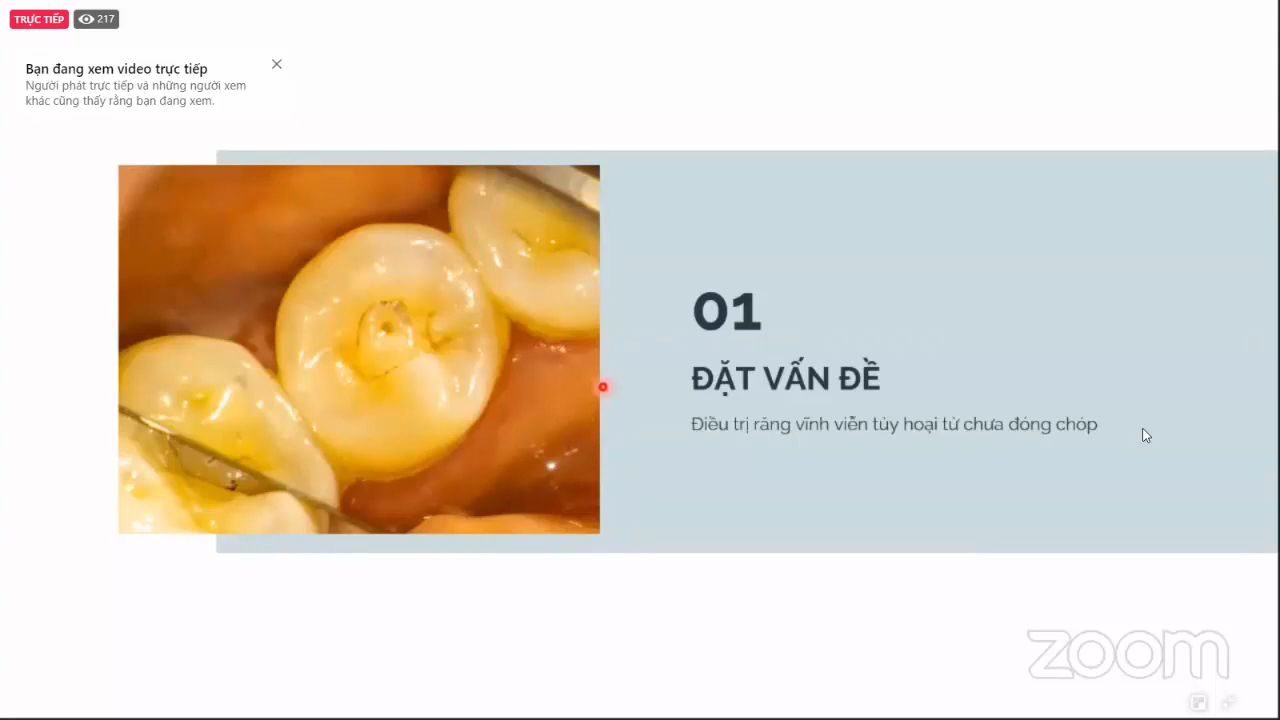 TRỰC TIẾP 217
Bạn đang xem video trực tiếp
Người phát trực tiếp và những người xem
khác cũng thấy rằng bạn đang xem.
01
ĐẶT VẤN ĐỀ
Điều trị răng vĩnh viễn tủy hoại tử chưa đóng chóp
zoom